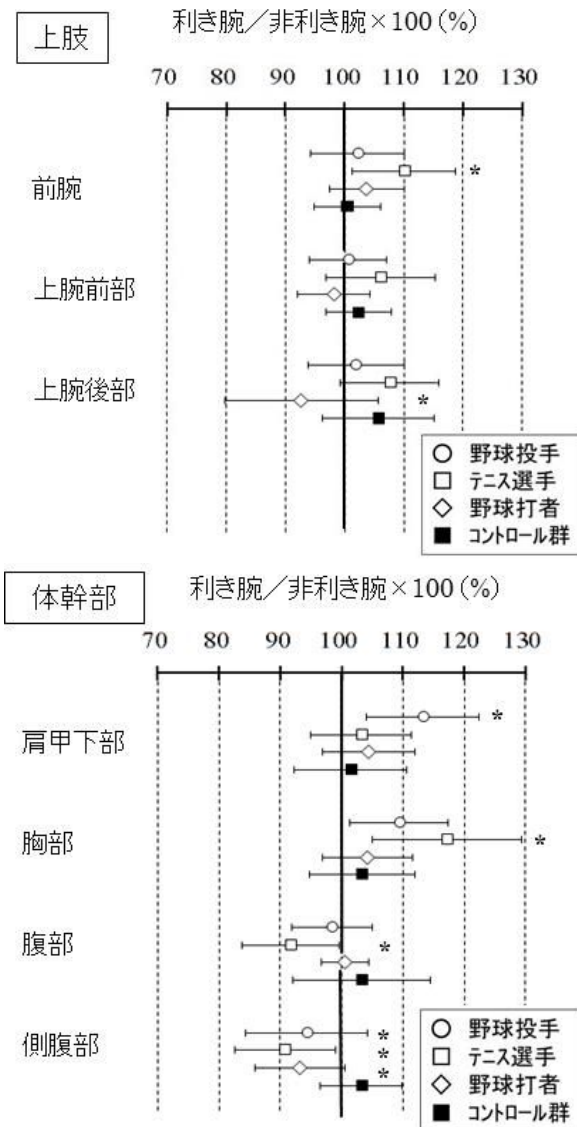 上肢
利き腕／非利き腕×100 (%)
70 80 90 100 110 120 130
前腕
*
上腕前部
上腕後部
*
○ 野球投手
□ テニス選手
◇ 野球打者
■ コントロール群
体幹部
利き腕／非利き腕×100 (%)
70 80 90 100 110 120 130
肩甲下部
*
胸部
*
腹部
*
側腹部
*
*
*
○ 野球投手
□ テニス選手
◇ 野球打者
■ コントロール群